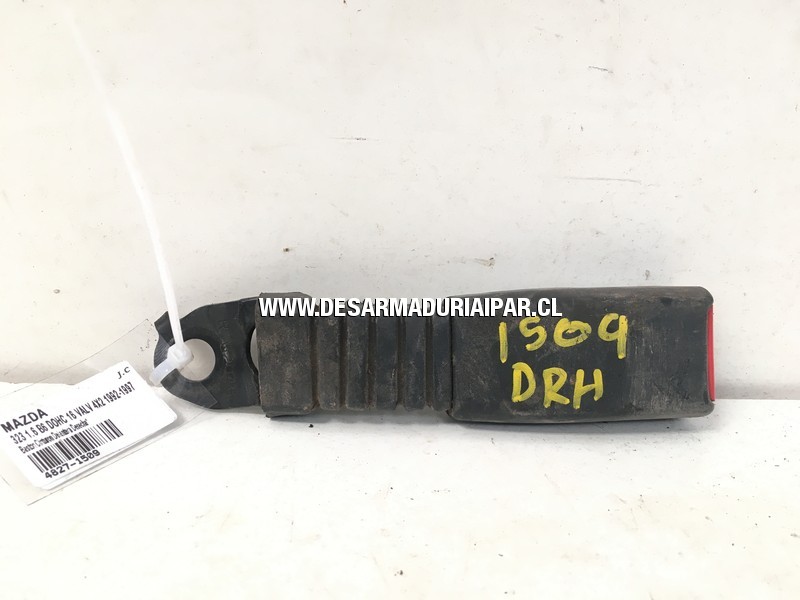 WWW.DESARMADURIAIPAR.CL
1509
DRH
J.C
MAZDA
323 1.6 B6 DOHC 16 VALV 4X2 1992-1997
4827-1509